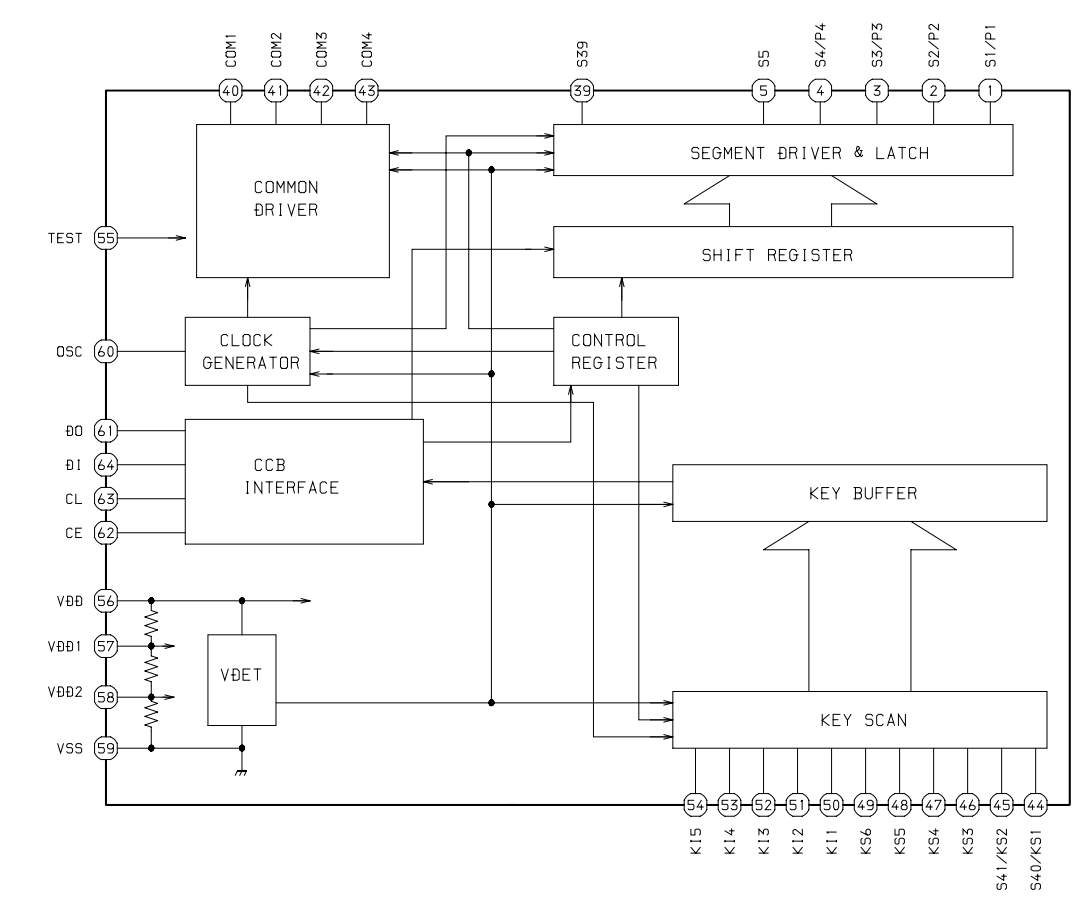 COM1
COM2
COM3
COM4
S39
S5
S4/P4
S3/P3
S2/P2
S1/P1
40
41
42
43
39
5
4
3
2
1
COMMON
DRIVER
SEGMENT DRIVER & LATCH
TEST
55
SHIFT REGISTER
OSC
60
CLOCK
GENERATOR
CONTROL
REGISTER
DO
61
DI
64
CL
63
CE
62
CCB
INTERFACE
KEY BUFFER
VDD
56
VDD1
57
VDD2
58
VSS
59
VDET
KEY SCAN
54
53
52
51
50
49
48
47
46
45
44
KI5
KI4
KI3
KI2
KI1
KS6
KS5
KS4
KS3
S41/KS2
S40/KS1